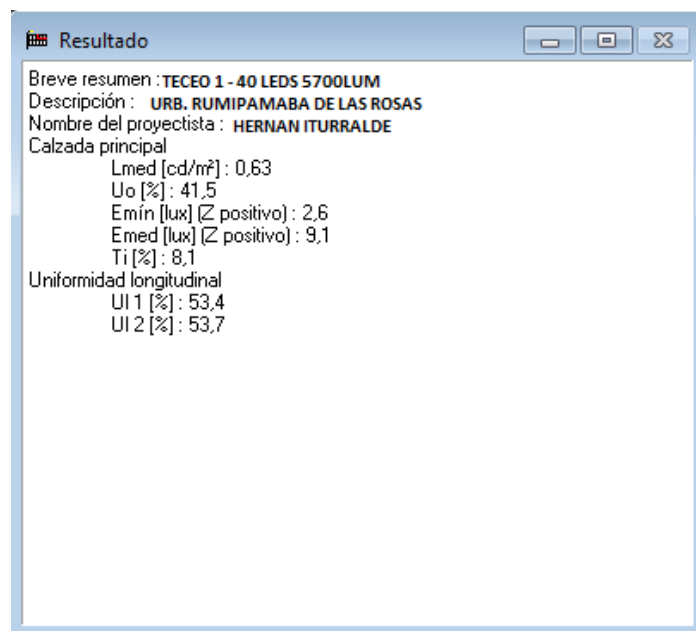 Resultado
Breve resumen : TECEO 1 - 40 LEDS 5700LUM
Descripción : URB. RUMIPAMABA DE LAS ROSAS
Nombre del proyectista : HERNAN ITURRALDE
Calzada principal
Lmed [cd/m²] : 0,63
Uo [%] : 41,5
Emín [lux] (Z positivo) : 2,6
Emed [lux] (Z positivo) : 9,1
Ti [%] : 8,1
Uniformidad longitudinal
Ul 1 [%] : 53,4
Ul 2 [%] : 53,7